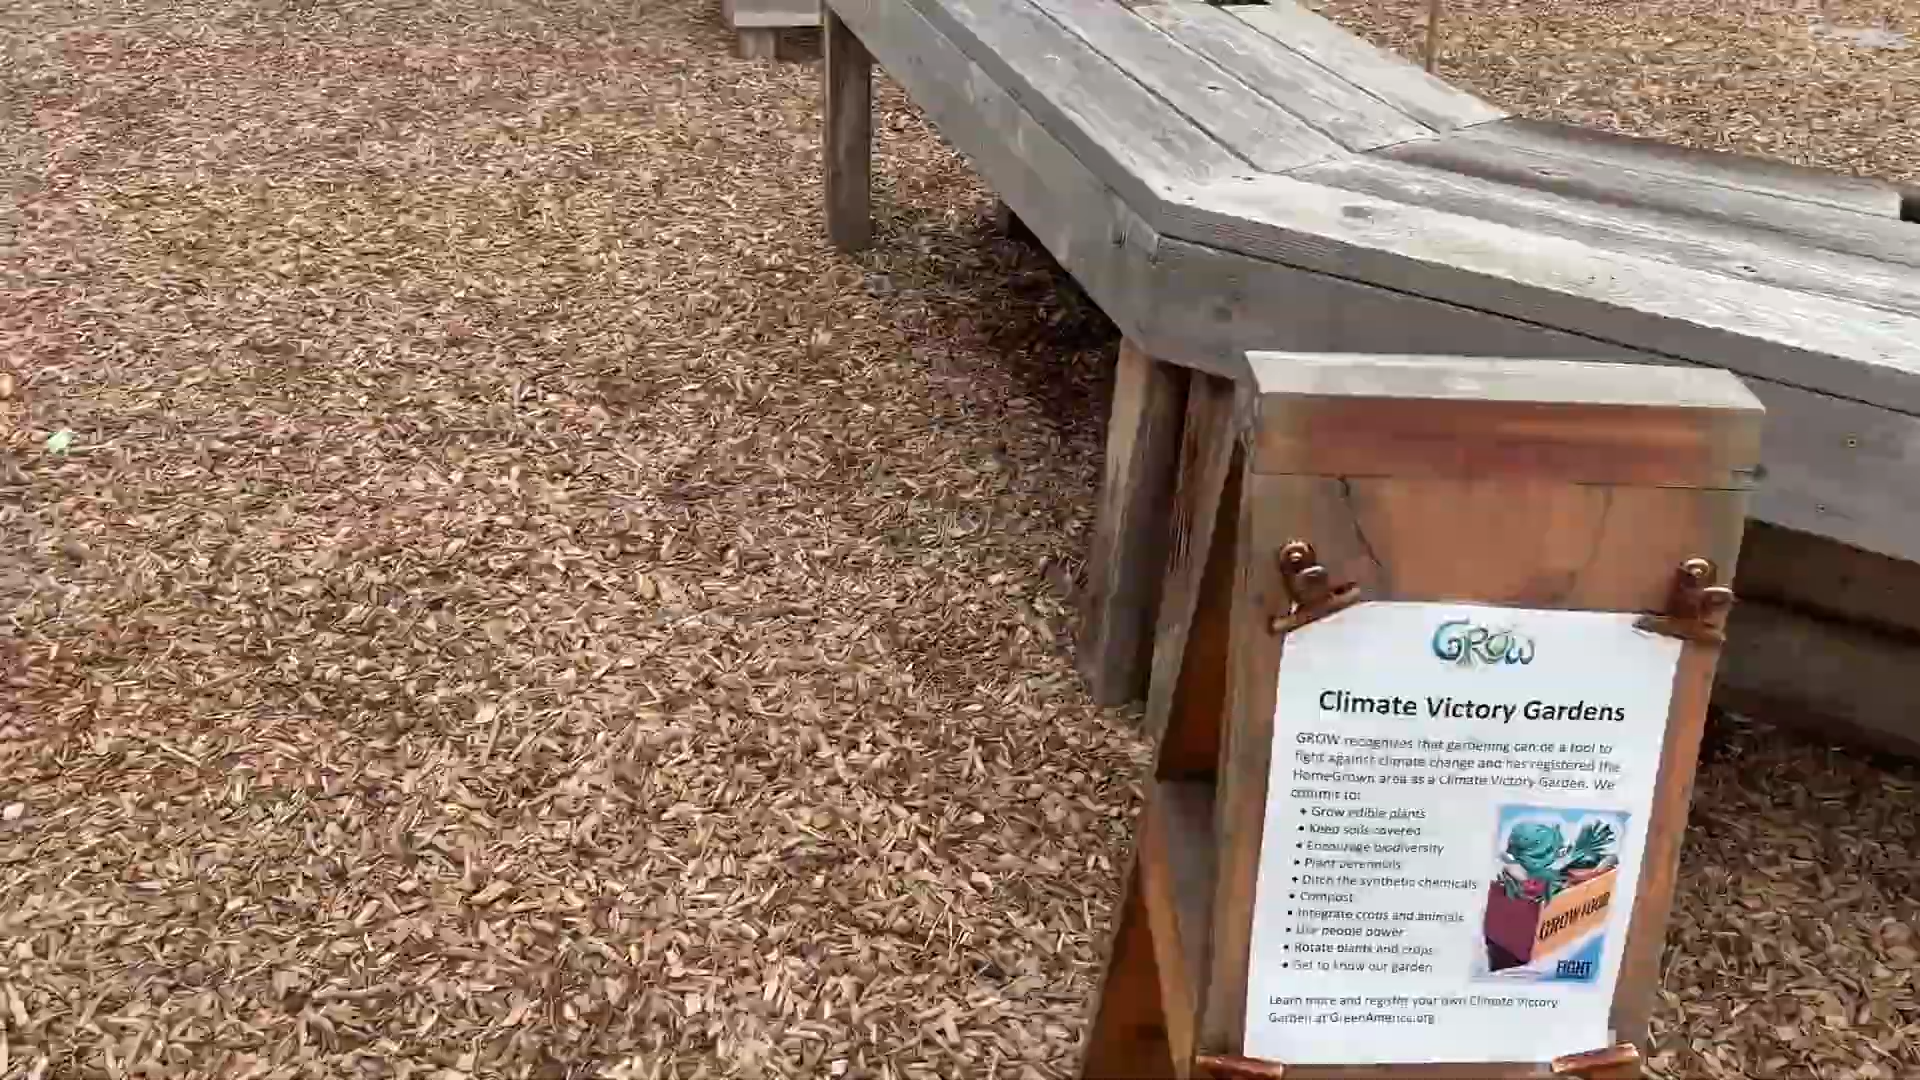 GROW
Climate Victory Gardens
GROW recognizes that gardening can be a tool to
fight against climate change and has registered the
HomeGrown area as a Climate Victory Garden. We
commit to:
• Grow edible plants
• Keep soils covered
• Encourage biodiversity
• Plant perennials
• Ditch the synthetic chemicals
• Compost
• Integrate crops and animals
• Use people power
• Rotate plants and crops
• Get to know our garden
GROW FOOD
FIGHT
Learn more and register your own Climate Victory
Garden at GreenAmerica.org